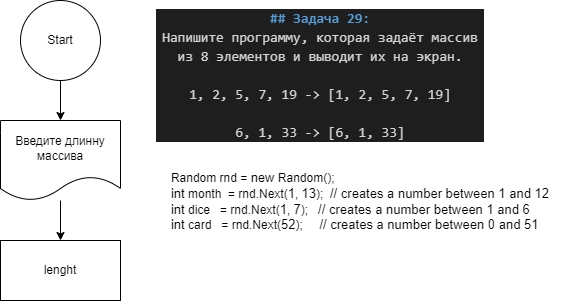 Start
Введите длинну
массива
lenght
## Задача 29:
Напишите программу, которая задаёт массив
из 8 элементов и выводит их на экран.
1, 2, 5, 7, 19 -> [1, 2, 5, 7, 19]
6, 1, 33 -> [6, 1, 33]
Random rnd = new Random();
int month  = rnd.Next(1, 13);  // creates a number between 1 and 12
int dice   = rnd.Next(1, 7);   // creates a number between 1 and 6
int card   = rnd.Next(52);     // creates a number between 0 and 51